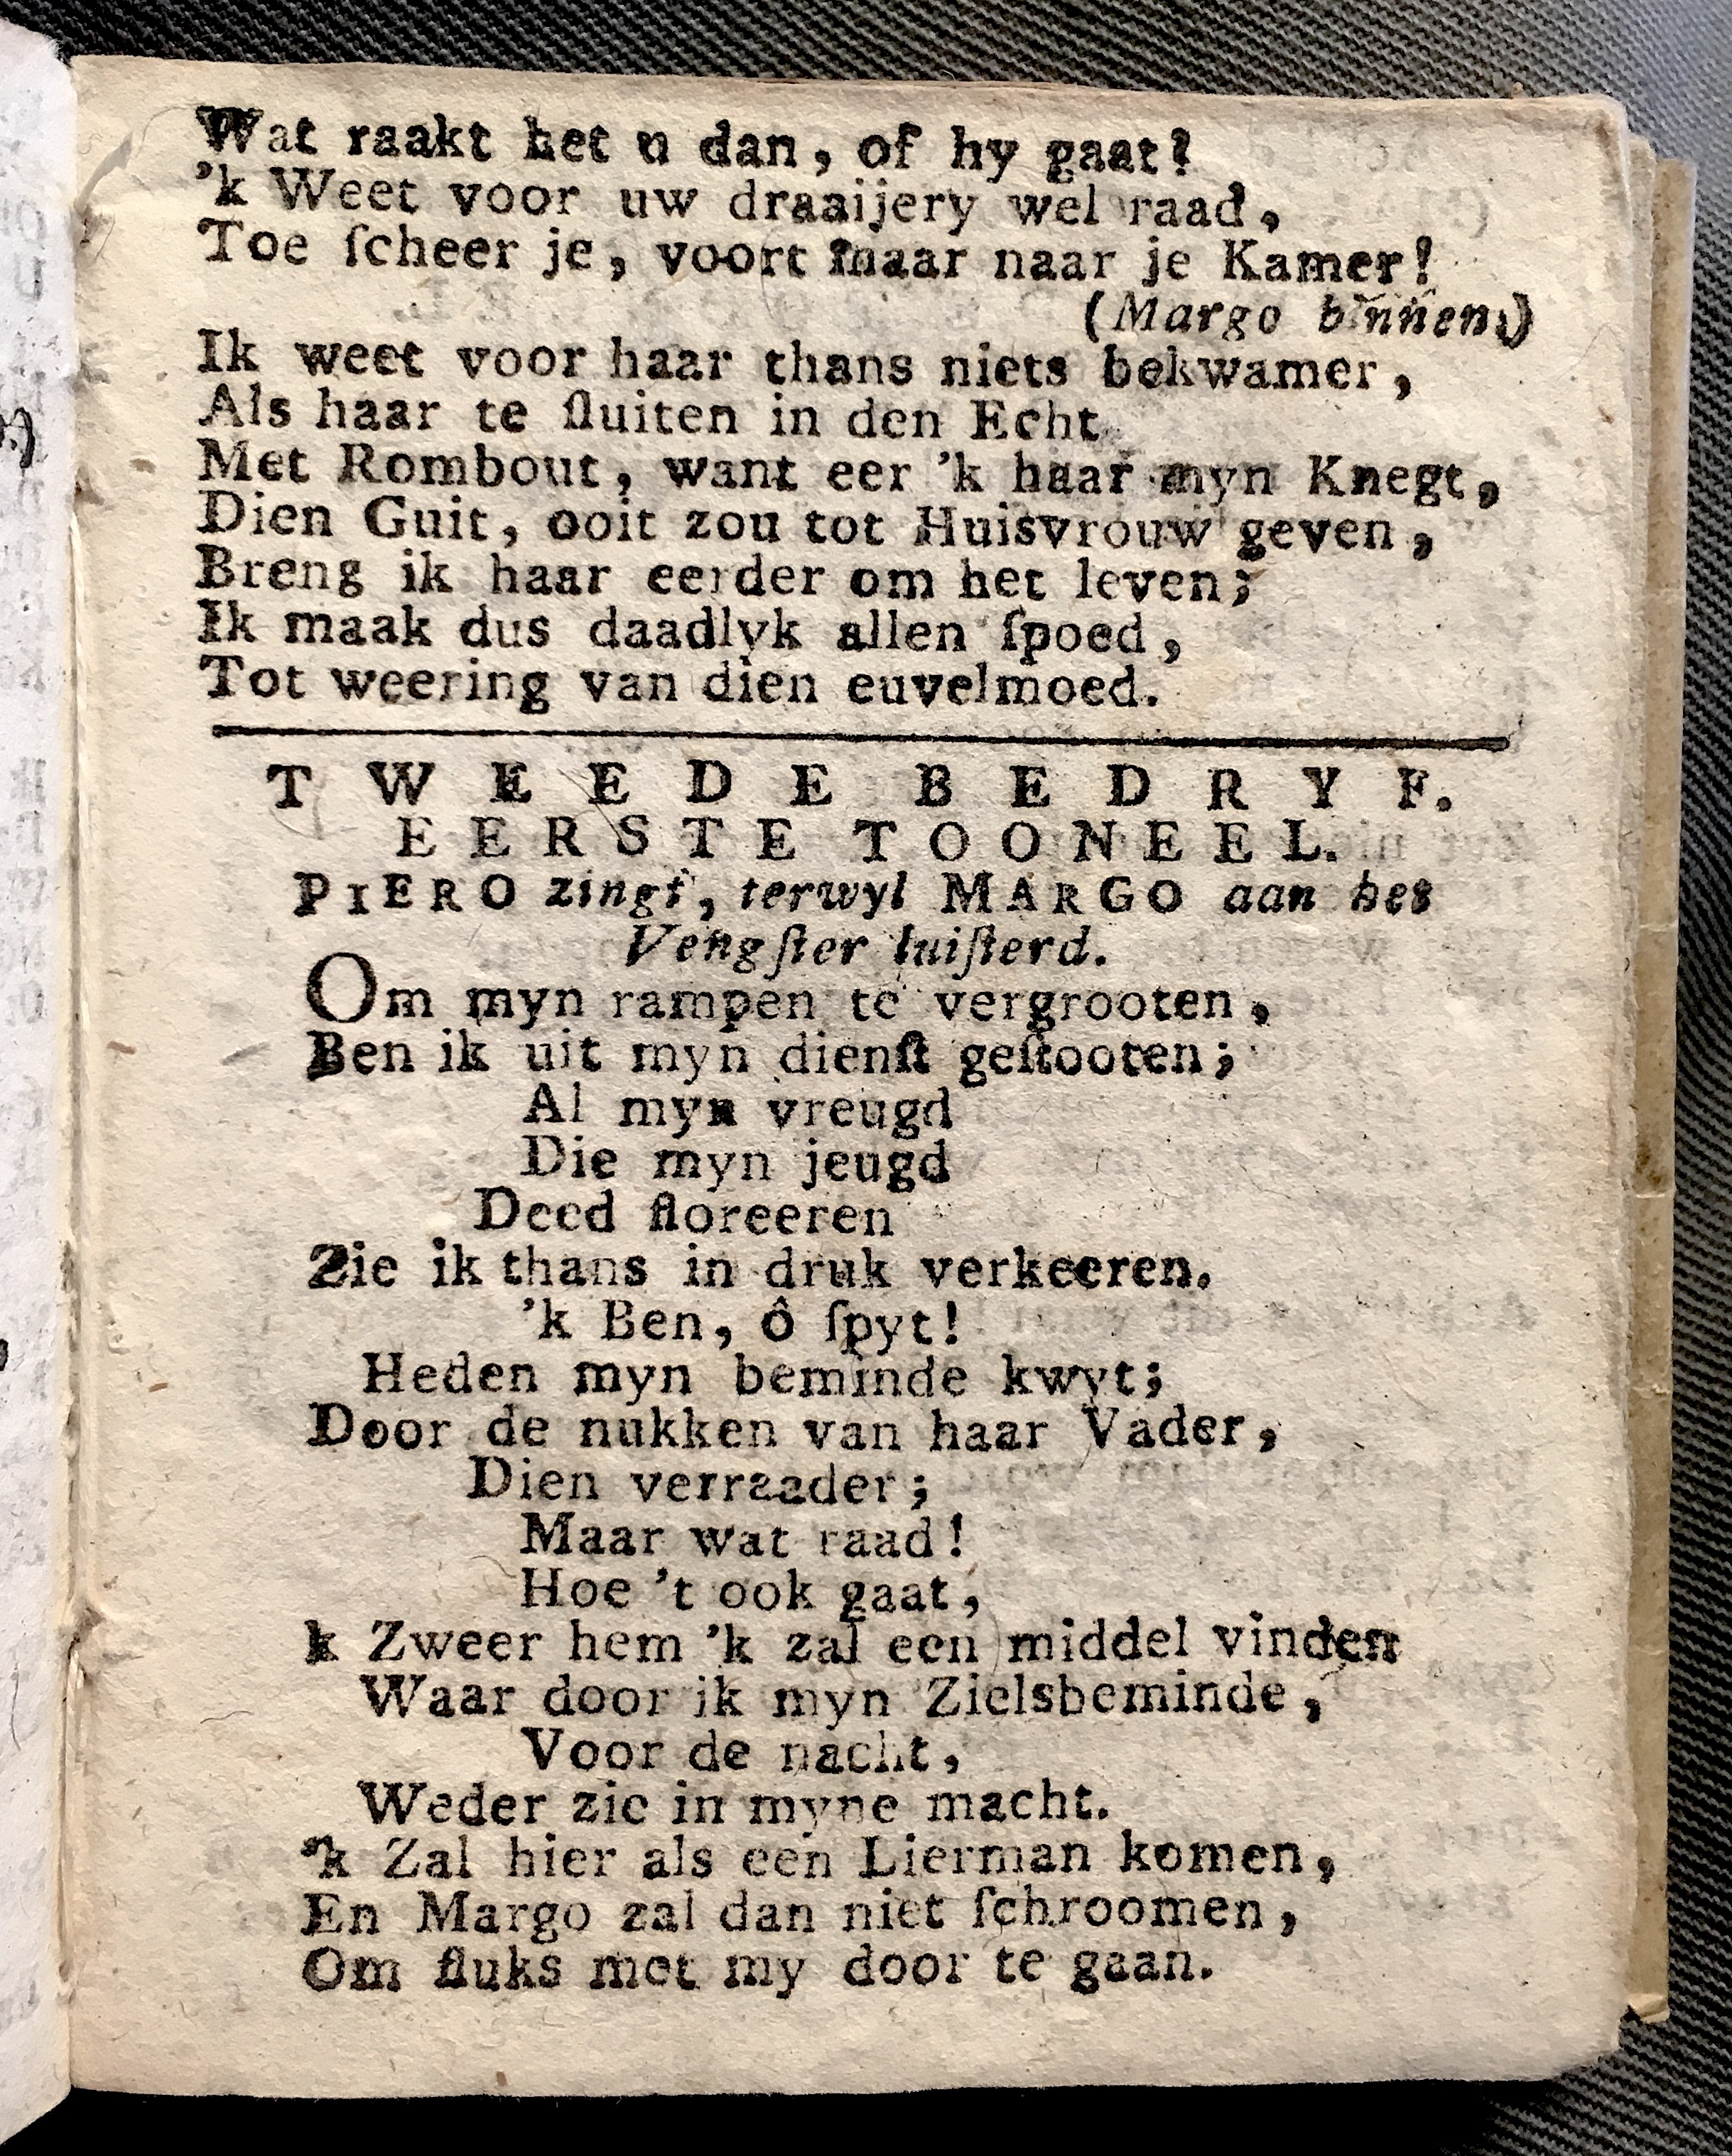 Wat raakt het u dan, of hy gaat?
’k Weet voor uw draaijery wel raad,
Toe ſcheer je, voort maar naar je Kamer!
(Margo binnen.)
Ik weet voor haar thans niets bekwamer,
Als haar te ſluiten in den Echt
Met Rombout, want eer ’k haar myn Knegt,
Dien Guit, ooit zou tot Huisvrouw geven,
Breng ik haar eerder om het leven;
Ik maak dus daadlyk allen ſpoed,
Tot weering van dien euvelmoed.
TWEEDE BEDRYF.
EERSTE TOONEEL.
PIERO zingt, terwyl MARGO aan het
Vengſter luiſterd.
Om myn rampen te vergrooten,
Ben ik uit myn dienſt geſtooten;
Al myn vreugd
Die myn jeugd
Deed floreeren
Zie ik thans in druk verkeeren.
’k Ben, ô ſpyt!
Heden myn beminde kwyt;
Door de nukken van haar Vader,
Dien verraader;
Maar wat raad!
Hoe ’t ook gaat,
k Zweer hem ’k zal een middel vinden
Waar door ik myn Zielsbeminde,
Voor de nacht,
Weder zie in myne macht.
’k Zal hier als een Lierman komen,
En Margo zal dan niet ſchroomen,
Om fluks met my door te gaan.